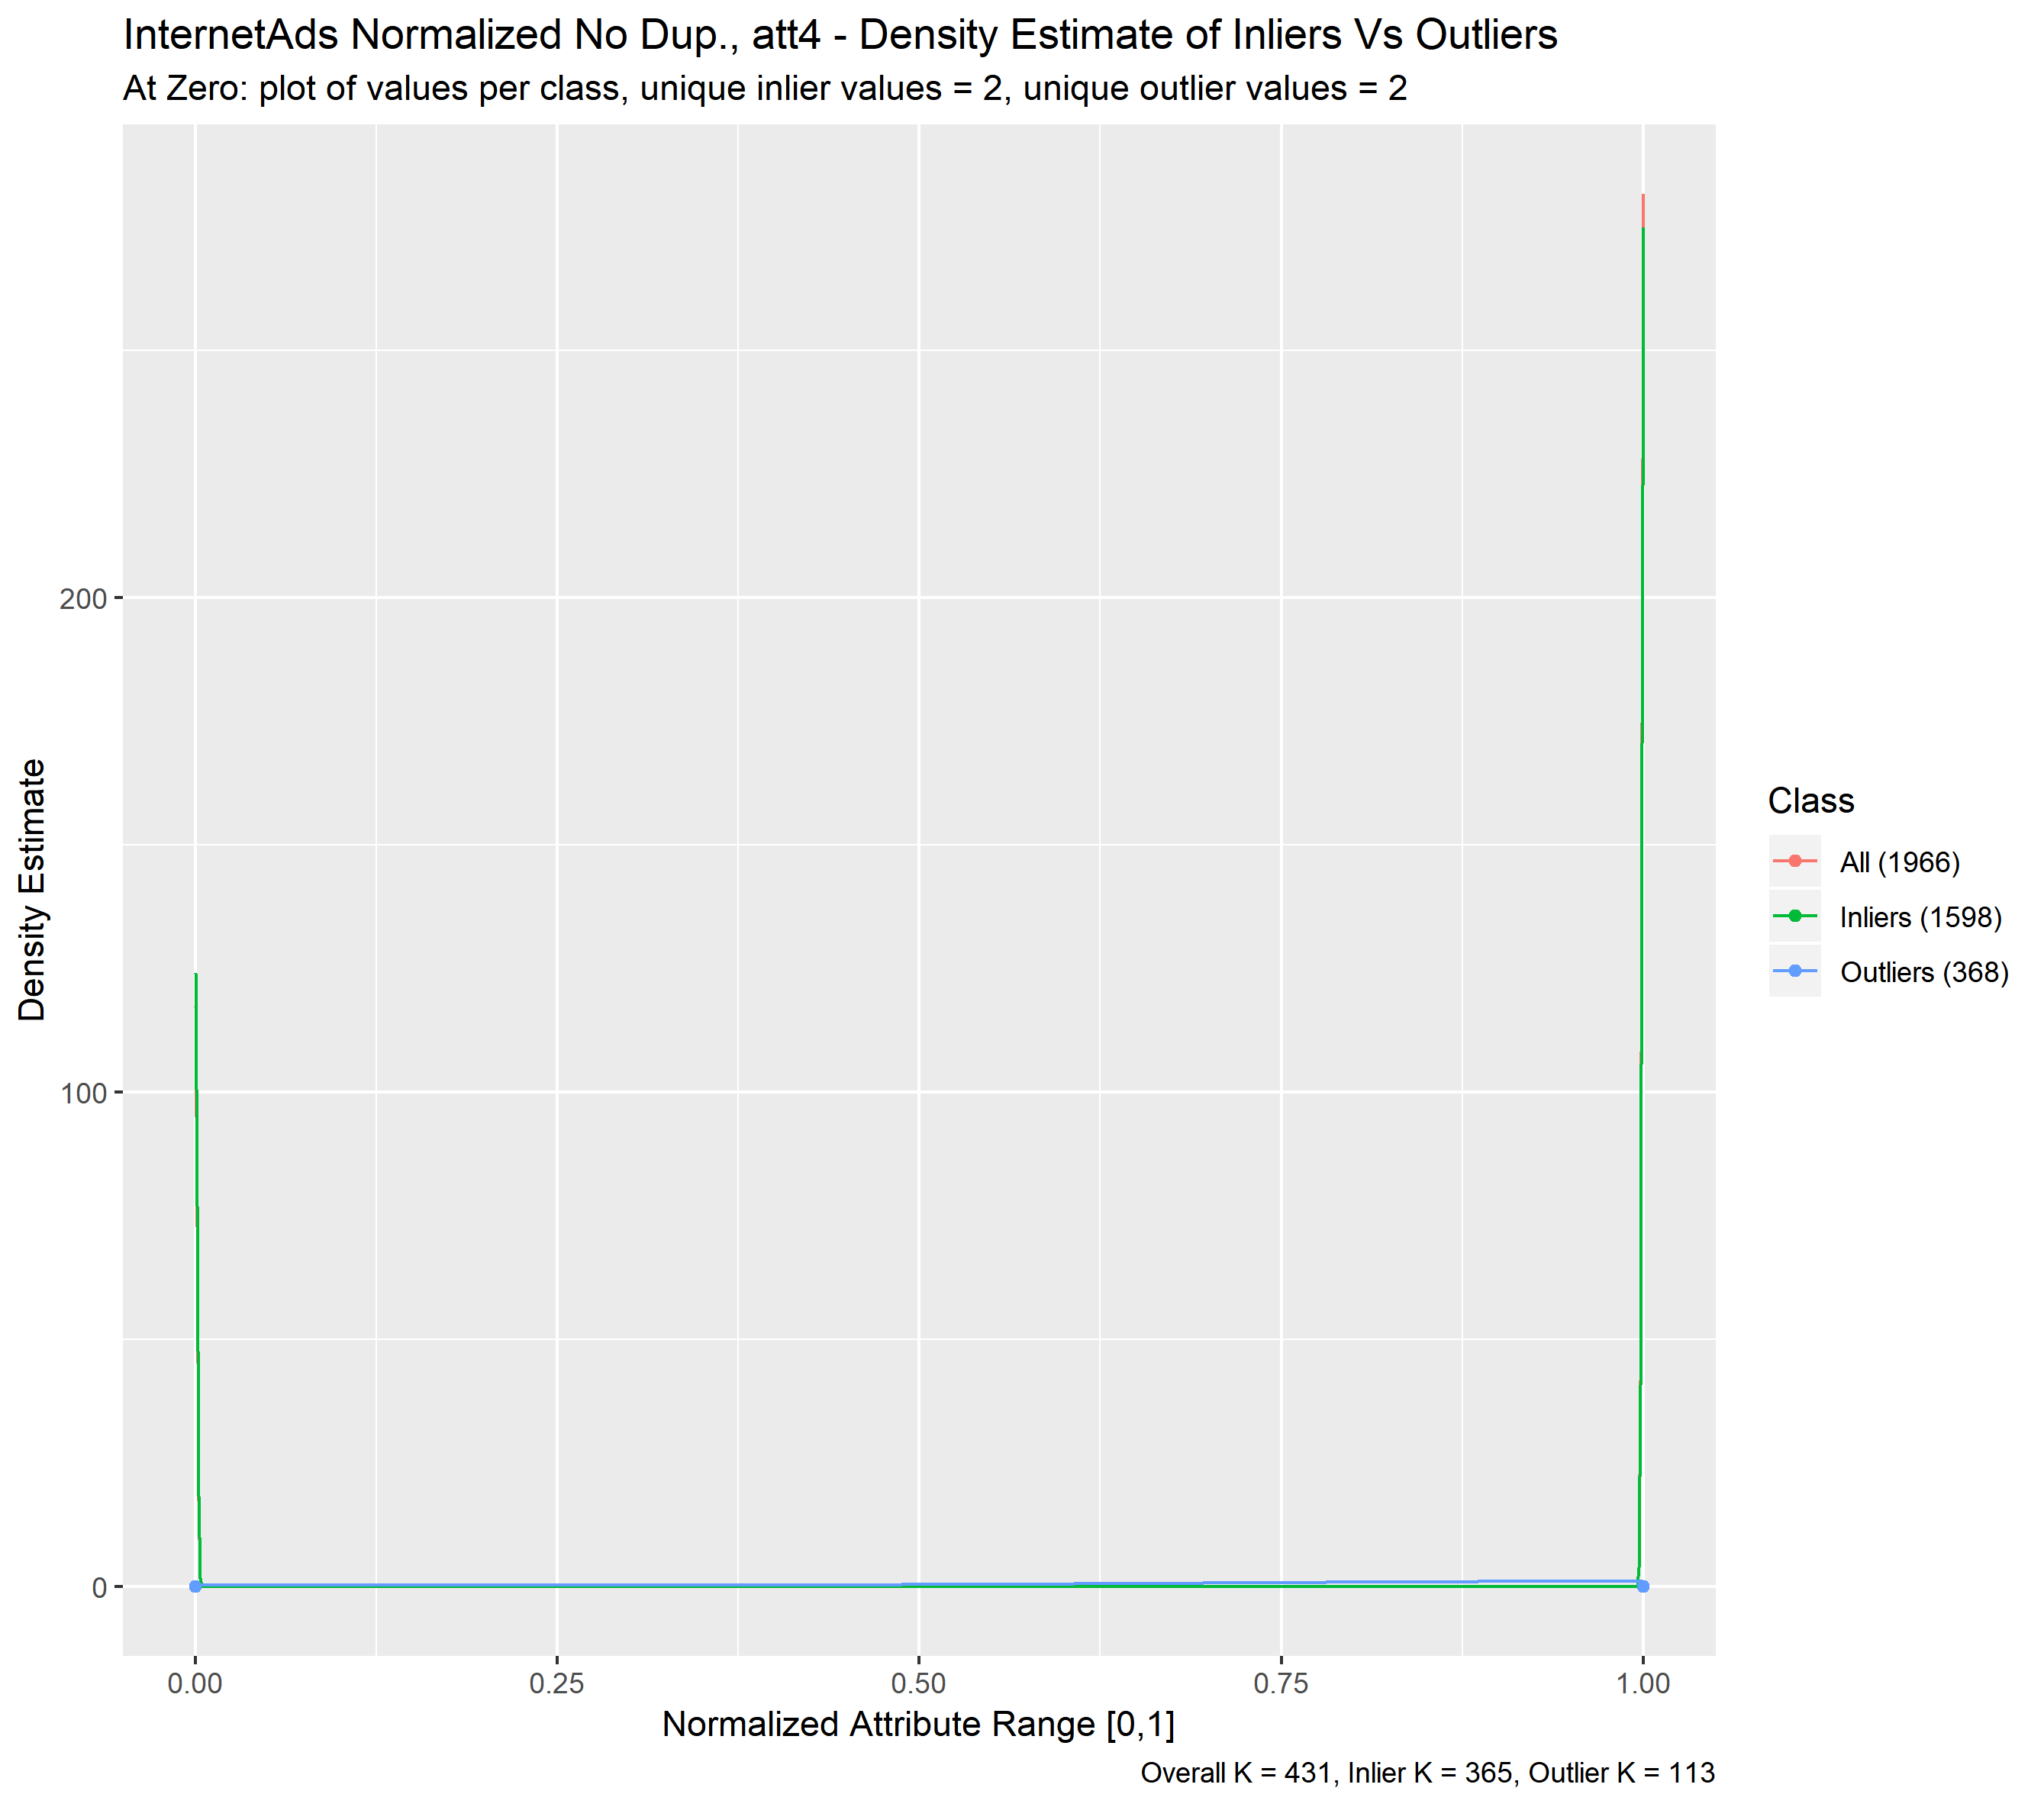 InternetAds Normalized No Dup., att4 - Density Estimate of Inliers Vs Outliers
At Zero: plot of values per class, unique inlier values = 2, unique outlier values = 2
Density Estimate
200
100
0
0.00
0.25
0.50
0.75
1.00
Normalized Attribute Range [0,1]
Overall K = 431, Inlier K = 365, Outlier K = 113
Class
All (1966)
Inliers (1598)
Outliers (368)